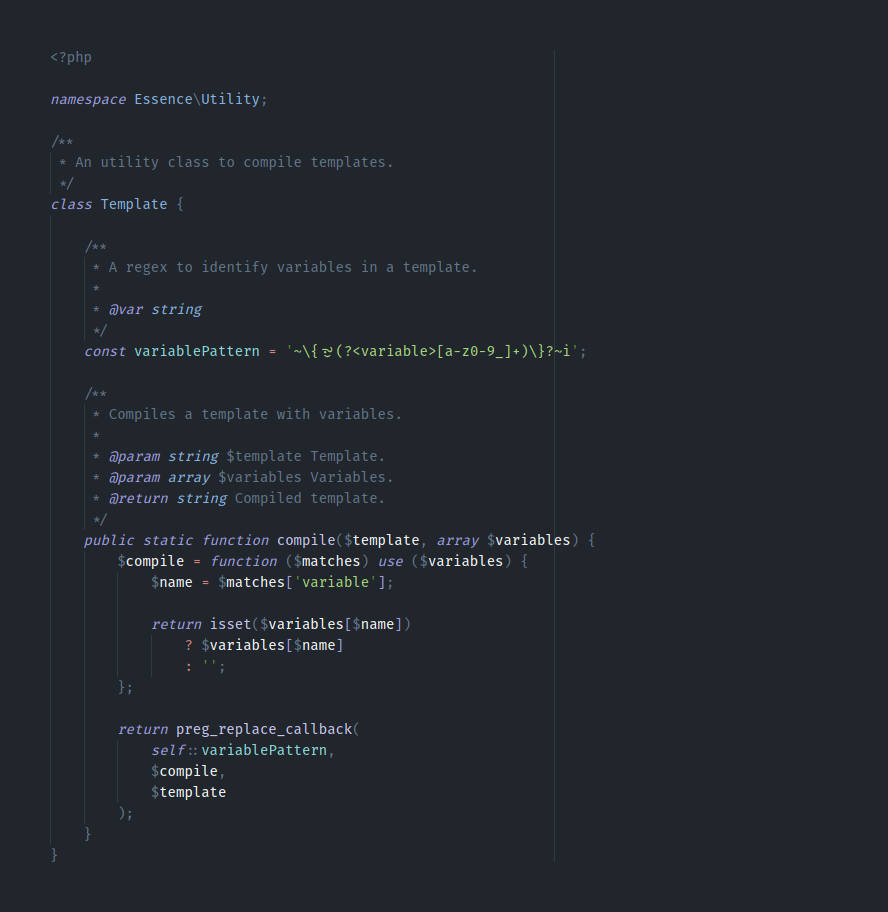 <?php
namespace Essence\Utility;
/**
* An utility class to compile templates.
*/
class Template {
/**
* A regex to identify variables in a template.
*
* @var string
*/
const variablePattern = '~\{?:(?<variable>[a-z0-9_]+)\}?~i';
/**
* Compiles a template with variables.
*
* @param string $template Template.
* @param array $variables Variables.
* @return string Compiled template.
*/
public static function compile($template, array $variables) {
$compile = function ($matches) use ($variables) {
$name = $matches['variable'];
return isset($variables[$name])
? $variables[$name]
: '';
};
return preg_replace_callback(
self::variablePattern,
$compile,
$template
);
}
}